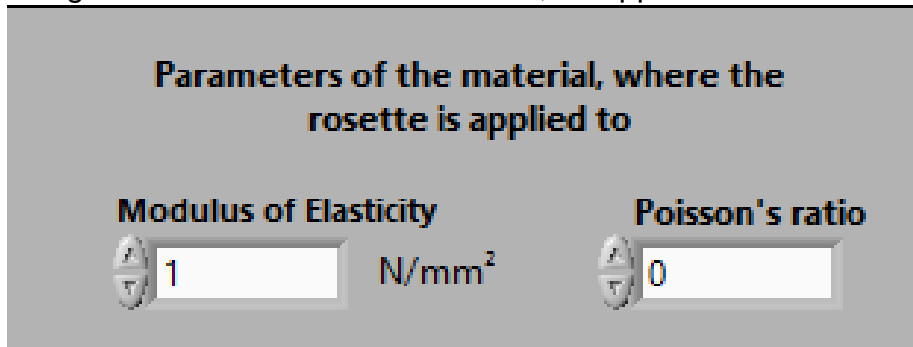 Parameters of the material, where the
rosette is applied to
Modulus of Elasticity Poisson's ratio
1 N/mm² 0